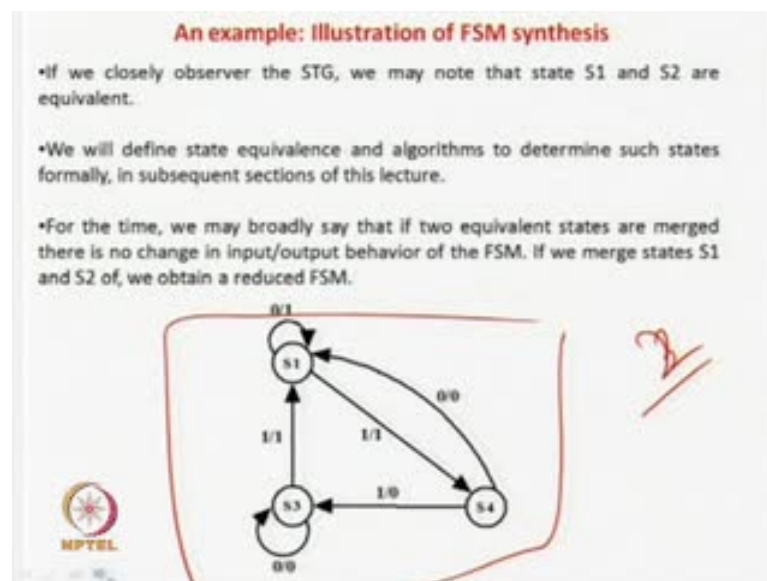 An example: Illustration of FSM synthesis
•If we closely observer the STG, we may note that state S1 and S2 are
equivalent.
•We will define state equivalence and algorithms to determine such states
formally, in subsequent sections of this lecture.
•For the time, we may broadly say that if two equivalent states are merged
there is no change in input/output behavior of the FSM. If we merge states S1
and S2 of, we obtain a reduced FSM.
0/1
S1
0/0
1/1
1/1
1/0
S3
S4
0/0
NPTEL